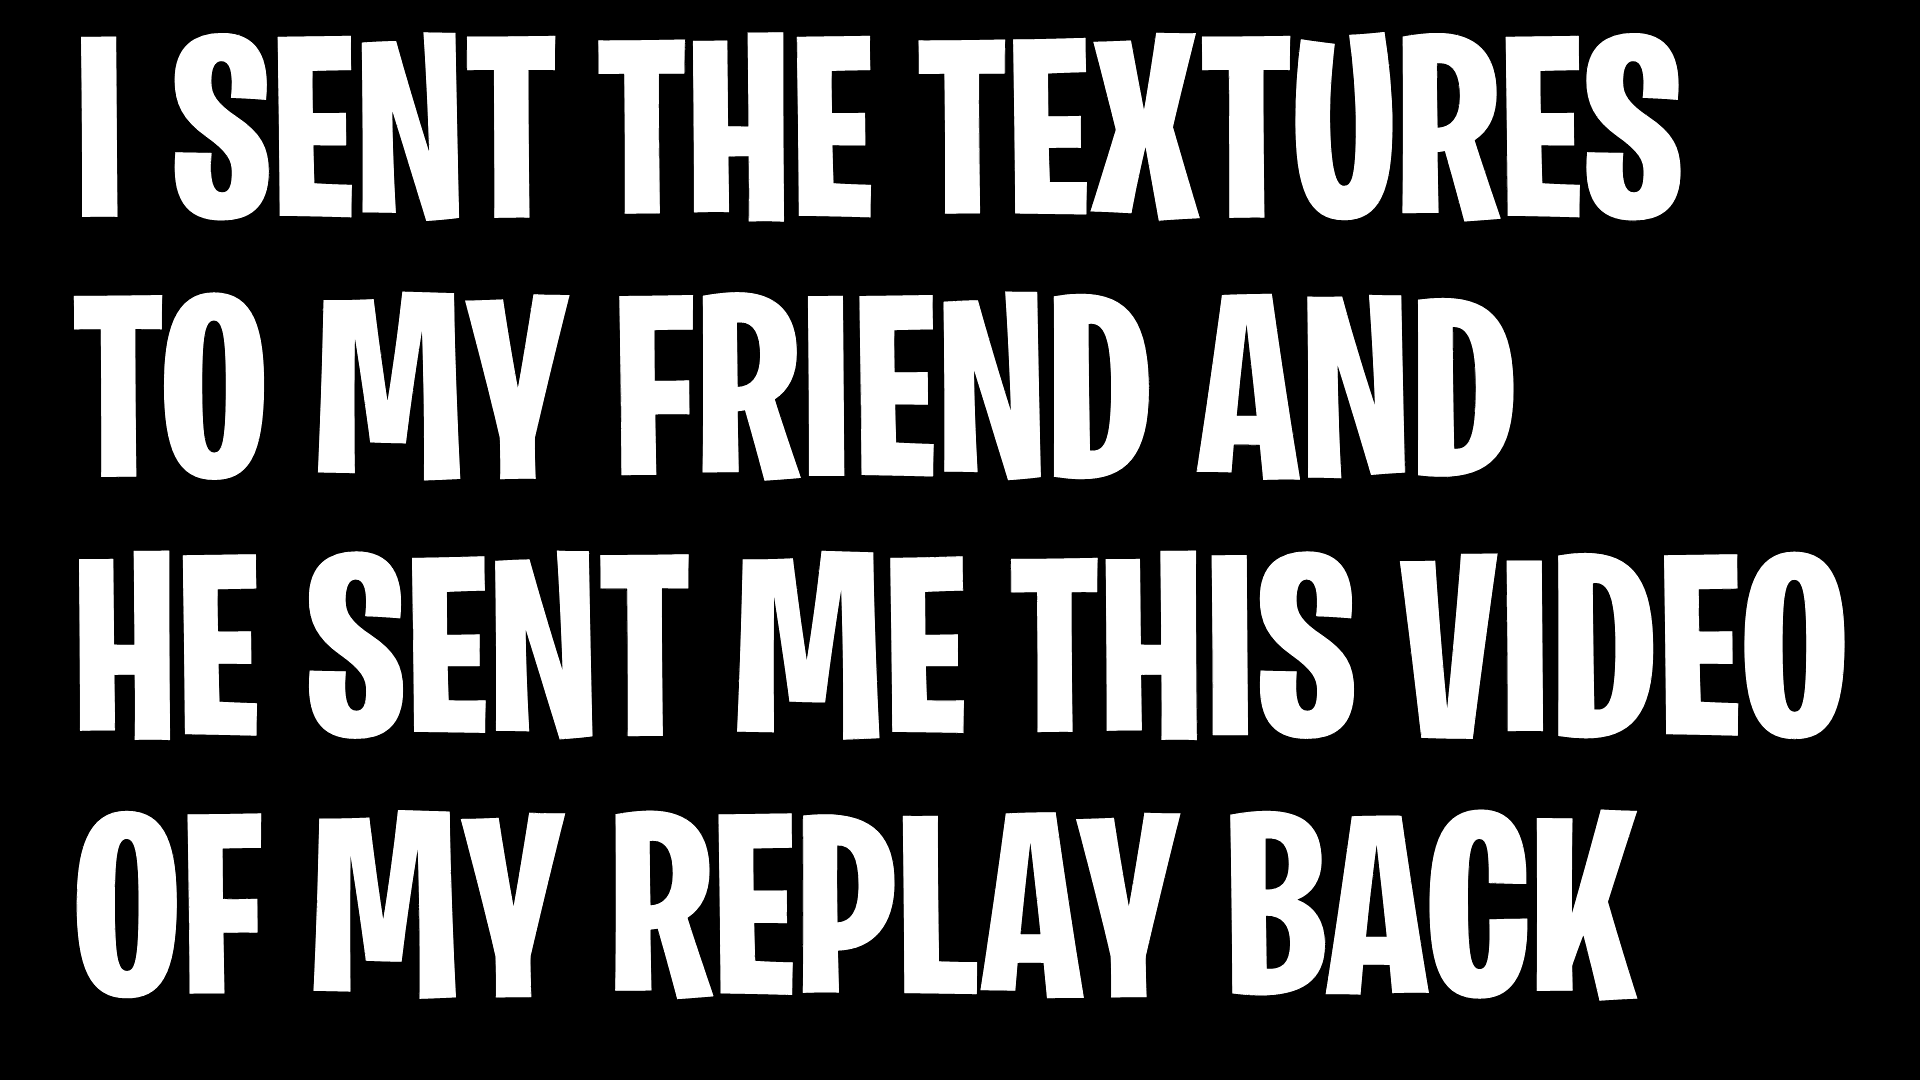 I SENT THE TEXTURES
TO MY FRIEND AND
HE SENT ME THIS VIDEO
OF MY REPLAY BACK